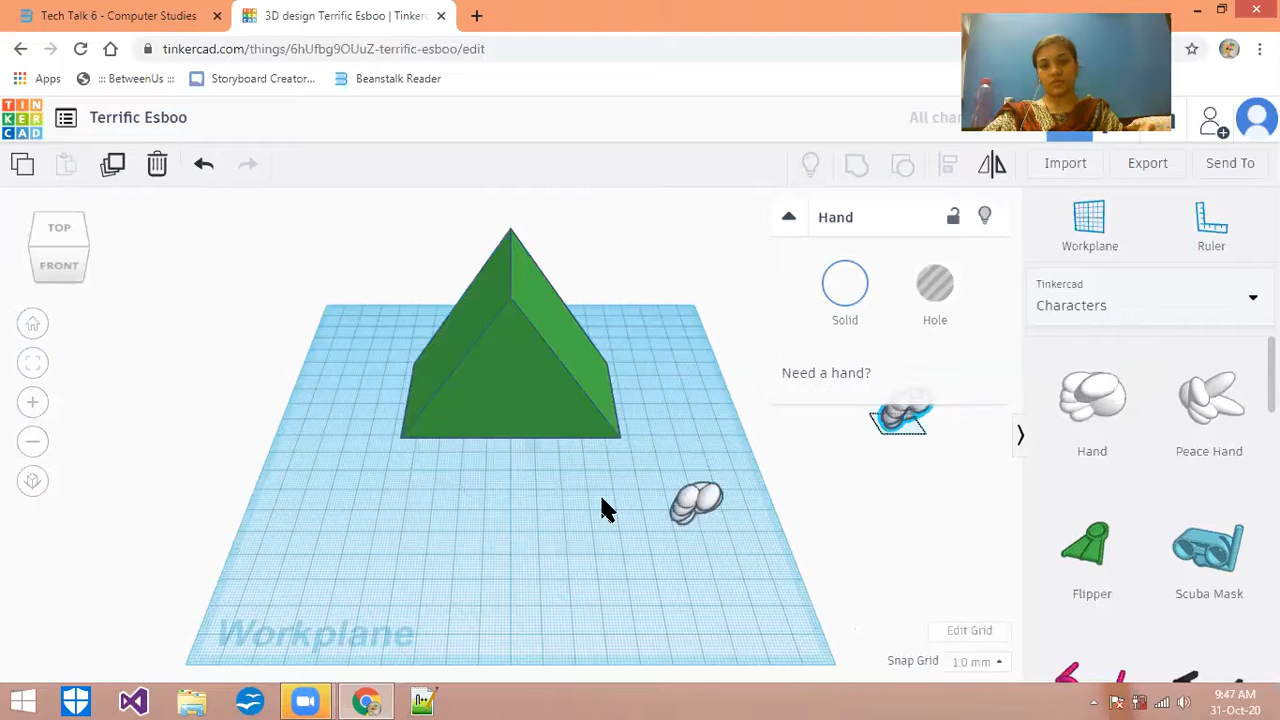 Tech Talk 6 - Computer Studies
3D design Terrific Esboo | Tinkerc
tinkercad.com/things/6hUfbg9OUuZ-terrific-esboo/edit
Apps
::: BetweenUs :::
Storyboard Creator...
Beanstalk Reader
TIN
KER
CAD
Terrific Esboo
All chan
Import
Export
Send To
TOP
FRONT
Hand
Solid
Hole
Need a hand?
Workplane
Ruler
Tinkercad
Characters
Hand
Peace Hand
Flipper
Scuba Mask
Workplane
Edit Grid
Snap Grid
1.0 mm
9:47 AM
31-Oct-20